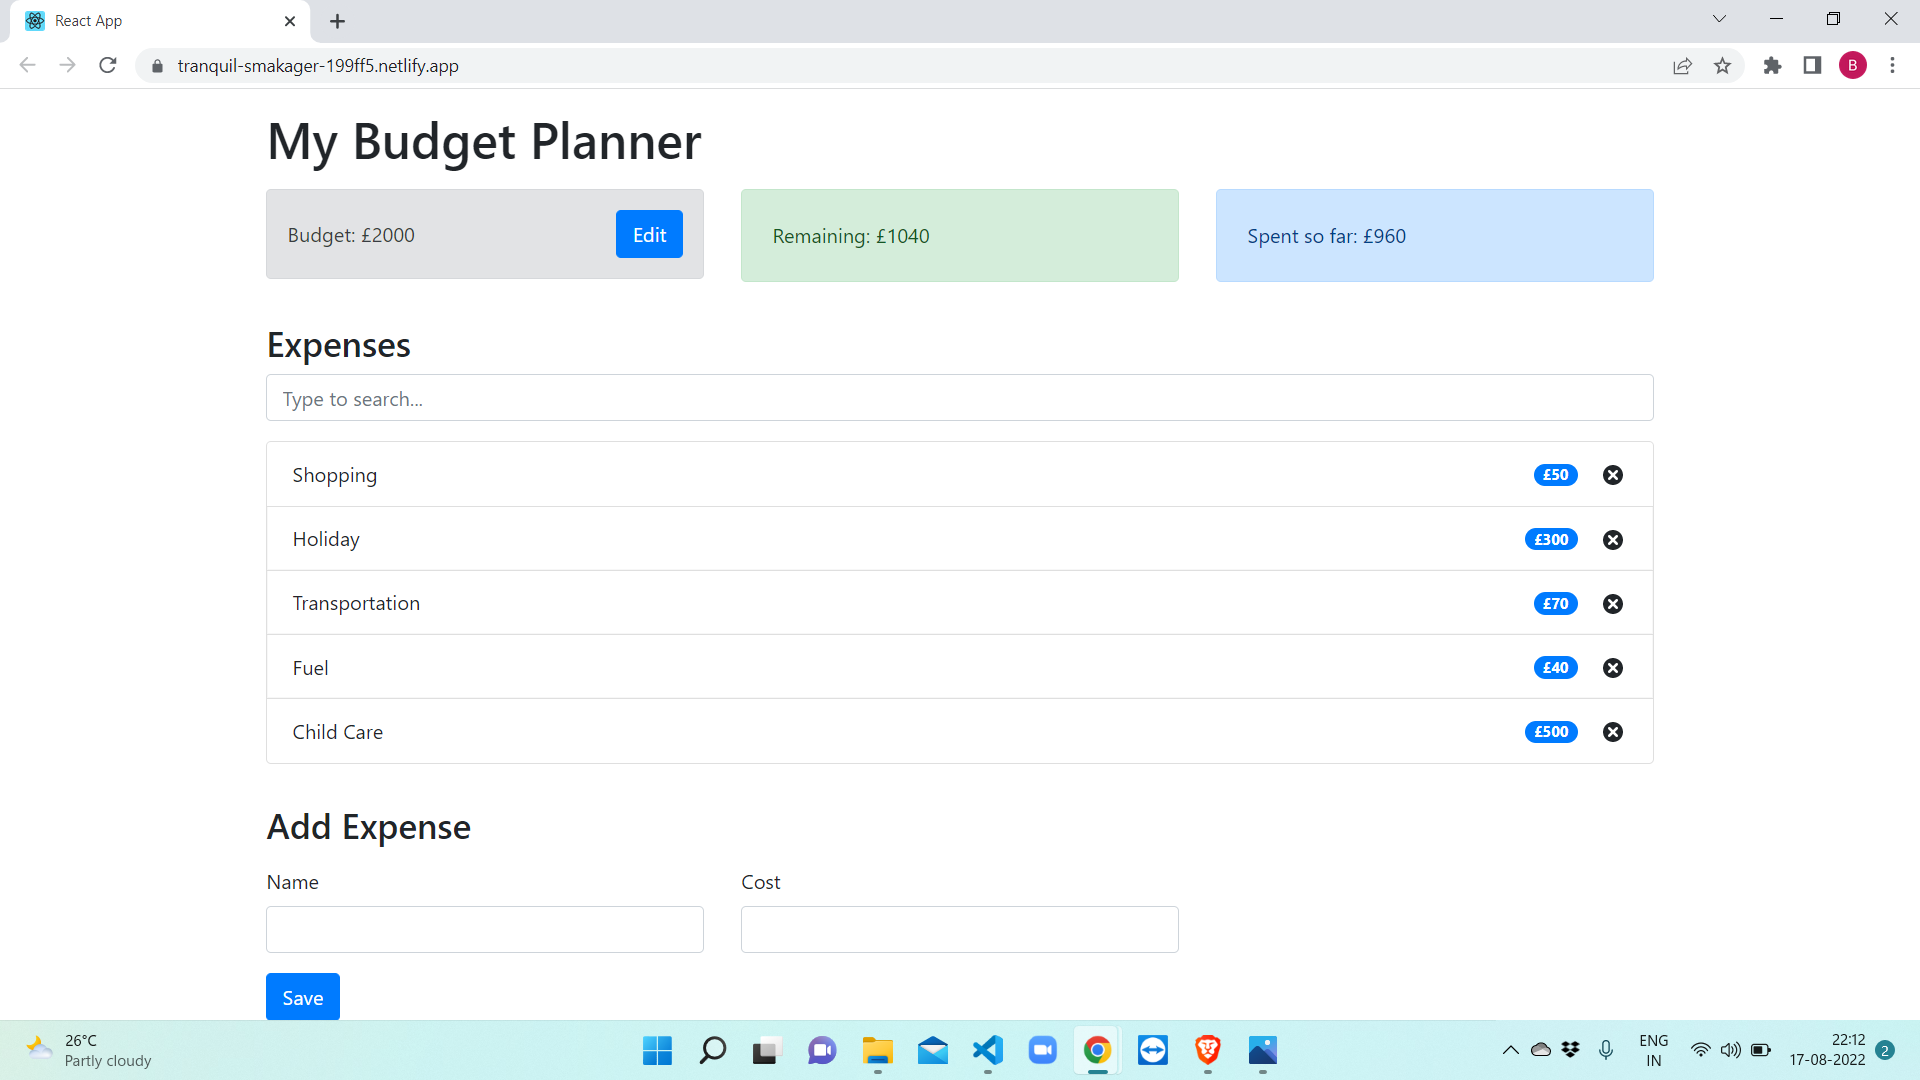 React App
tranquil-smakager-199ff5.netlify.app
B
My Budget Planner
Budget: £2000
Edit
Remaining: £1040
Spent so far: £960
Expenses
Type to search...
Shopping
£50
Holiday
£300
Transportation
£70
Fuel
£40
Child Care
£500
Add Expense
Name
Cost
Save
26°C
Partly cloudy
ENG
IN
22:12
17-08-2022
2